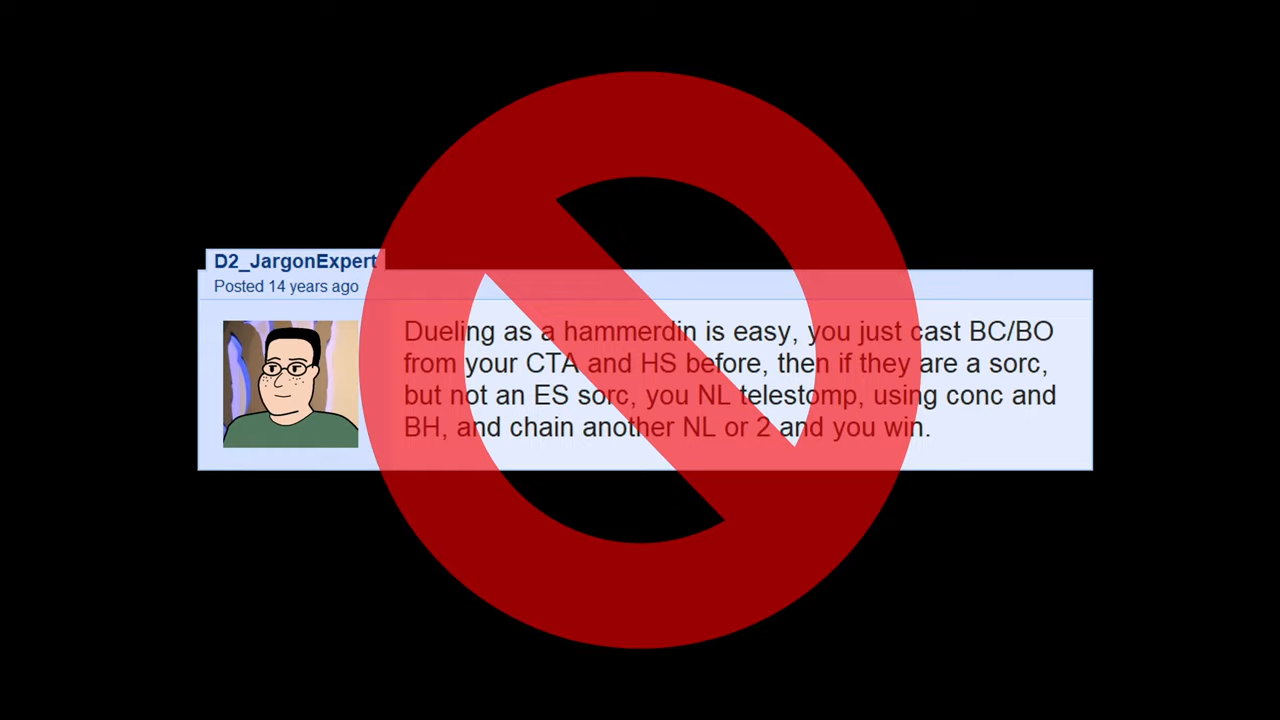 D2_JargonExpert
Posted 14 years ago
Dueling as a hammerdin is easy, you just cast BC/BO
from your CTA and HS before, then if they are a sorc,
but not an ES sorc, you NL telestomp, using conc and
BH, and chain another NL or 2 and you win.